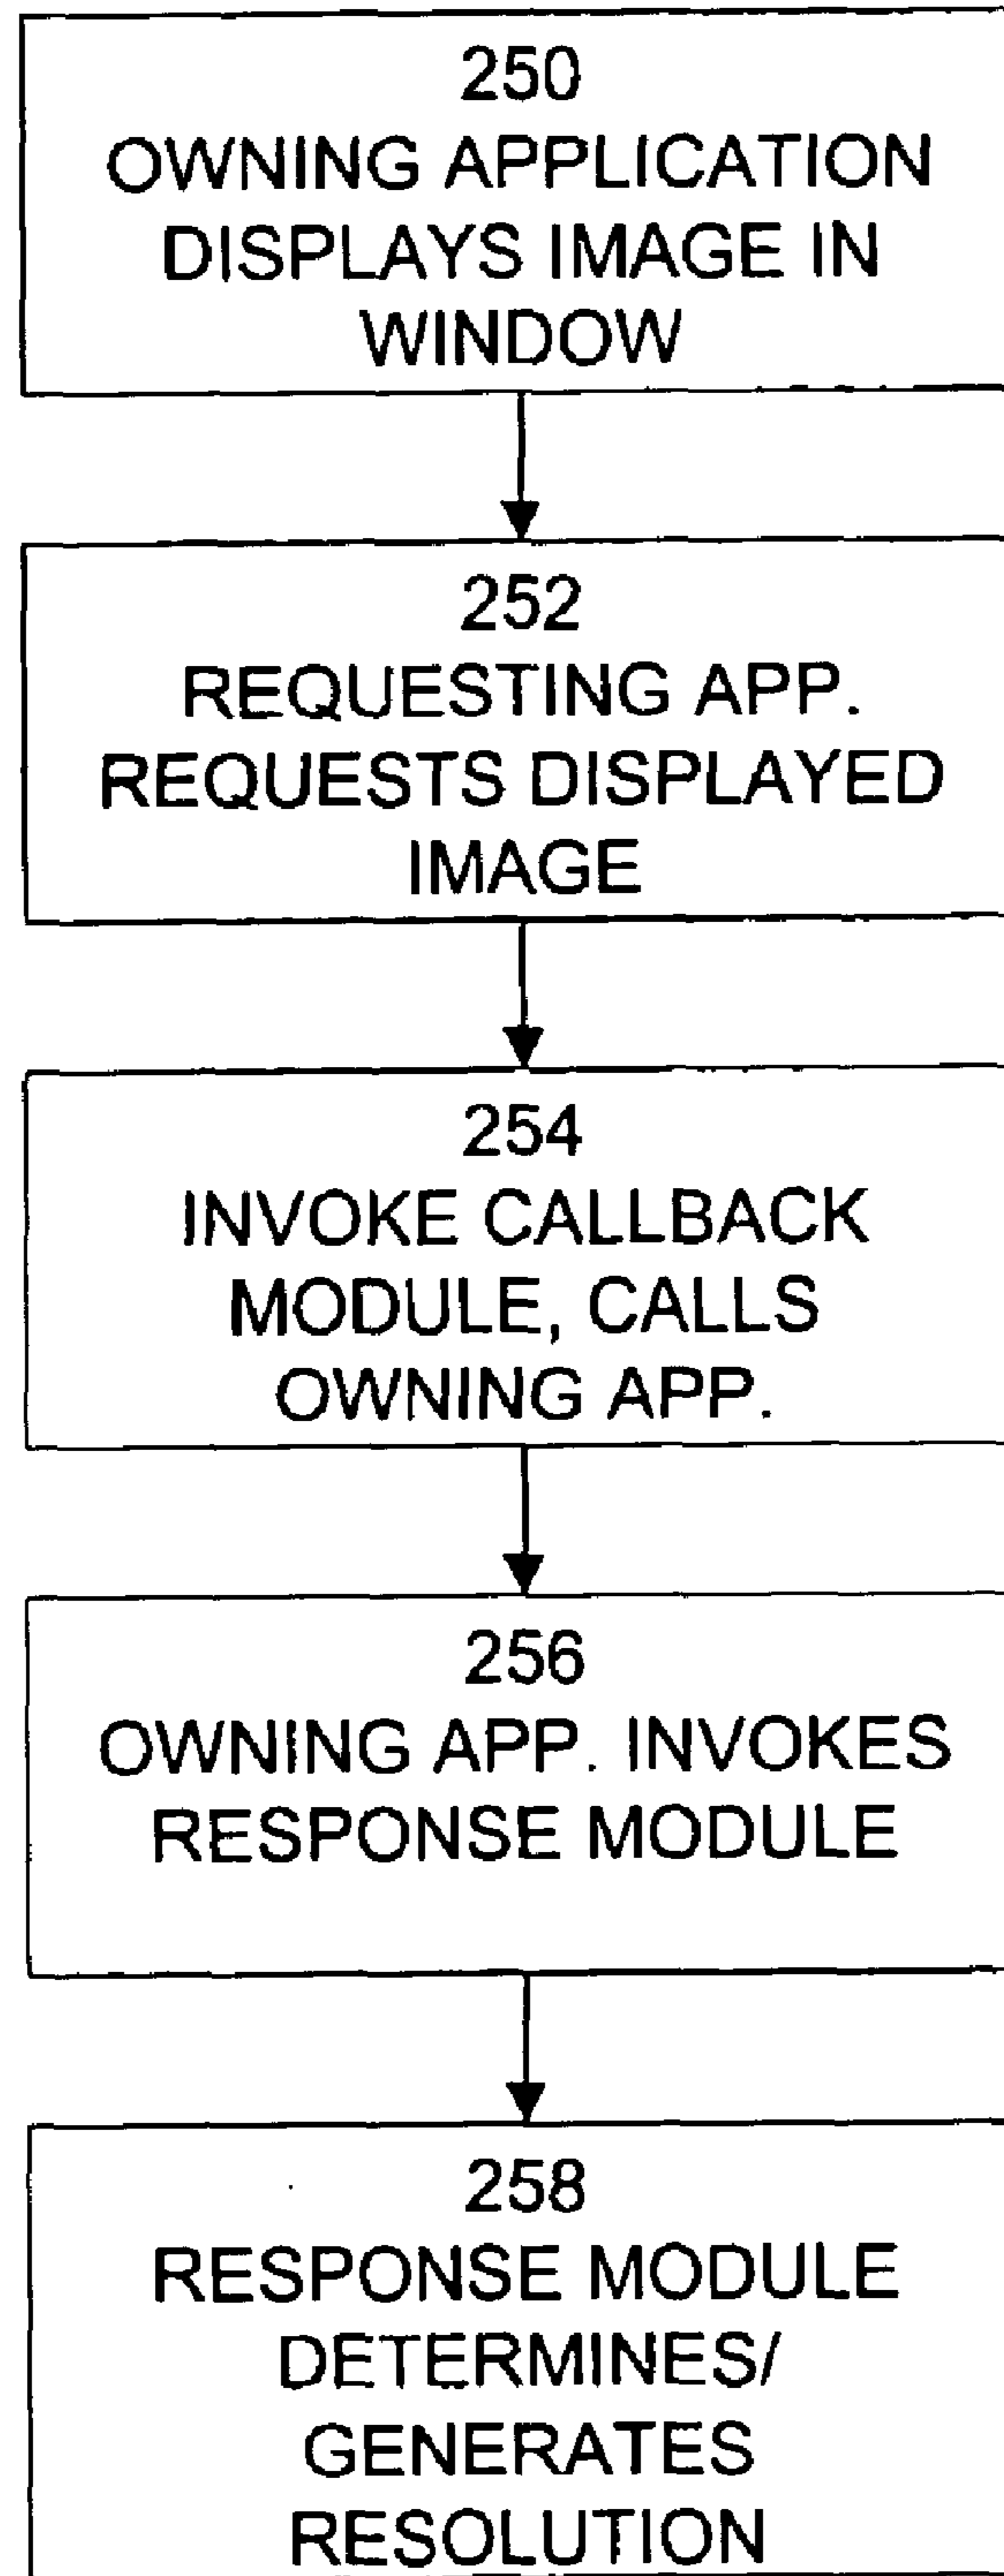 250
OWNING APPLICATION
DISPLAYS IMAGE IN
WINDOW
252
REQUESTING APP.
REQUESTS DISPLAYED
IMAGE
254
INVOKE CALLBACK
MODULE, CALLS
OWNING APP.
256
OWNING APP. INVOKES
RESPONSE MODULE
258
RESPONSE MODULE
DETERMINES/
GENERATES
RESOLUTION